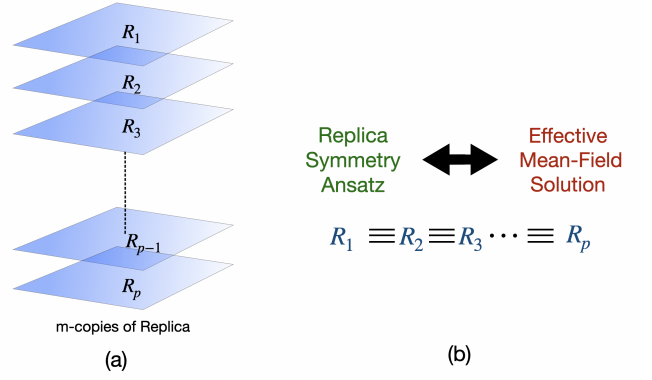 R₁
R₂
R₃
Rₚ₋₁
Rₚ
m-copies of Replica
(a)
Replica
Symmetry
Ansatz
Effective
Mean-Field
Solution
R₁ ≡ R₂ ≡ R₃ ⋯ ≡ Rₚ
(b)